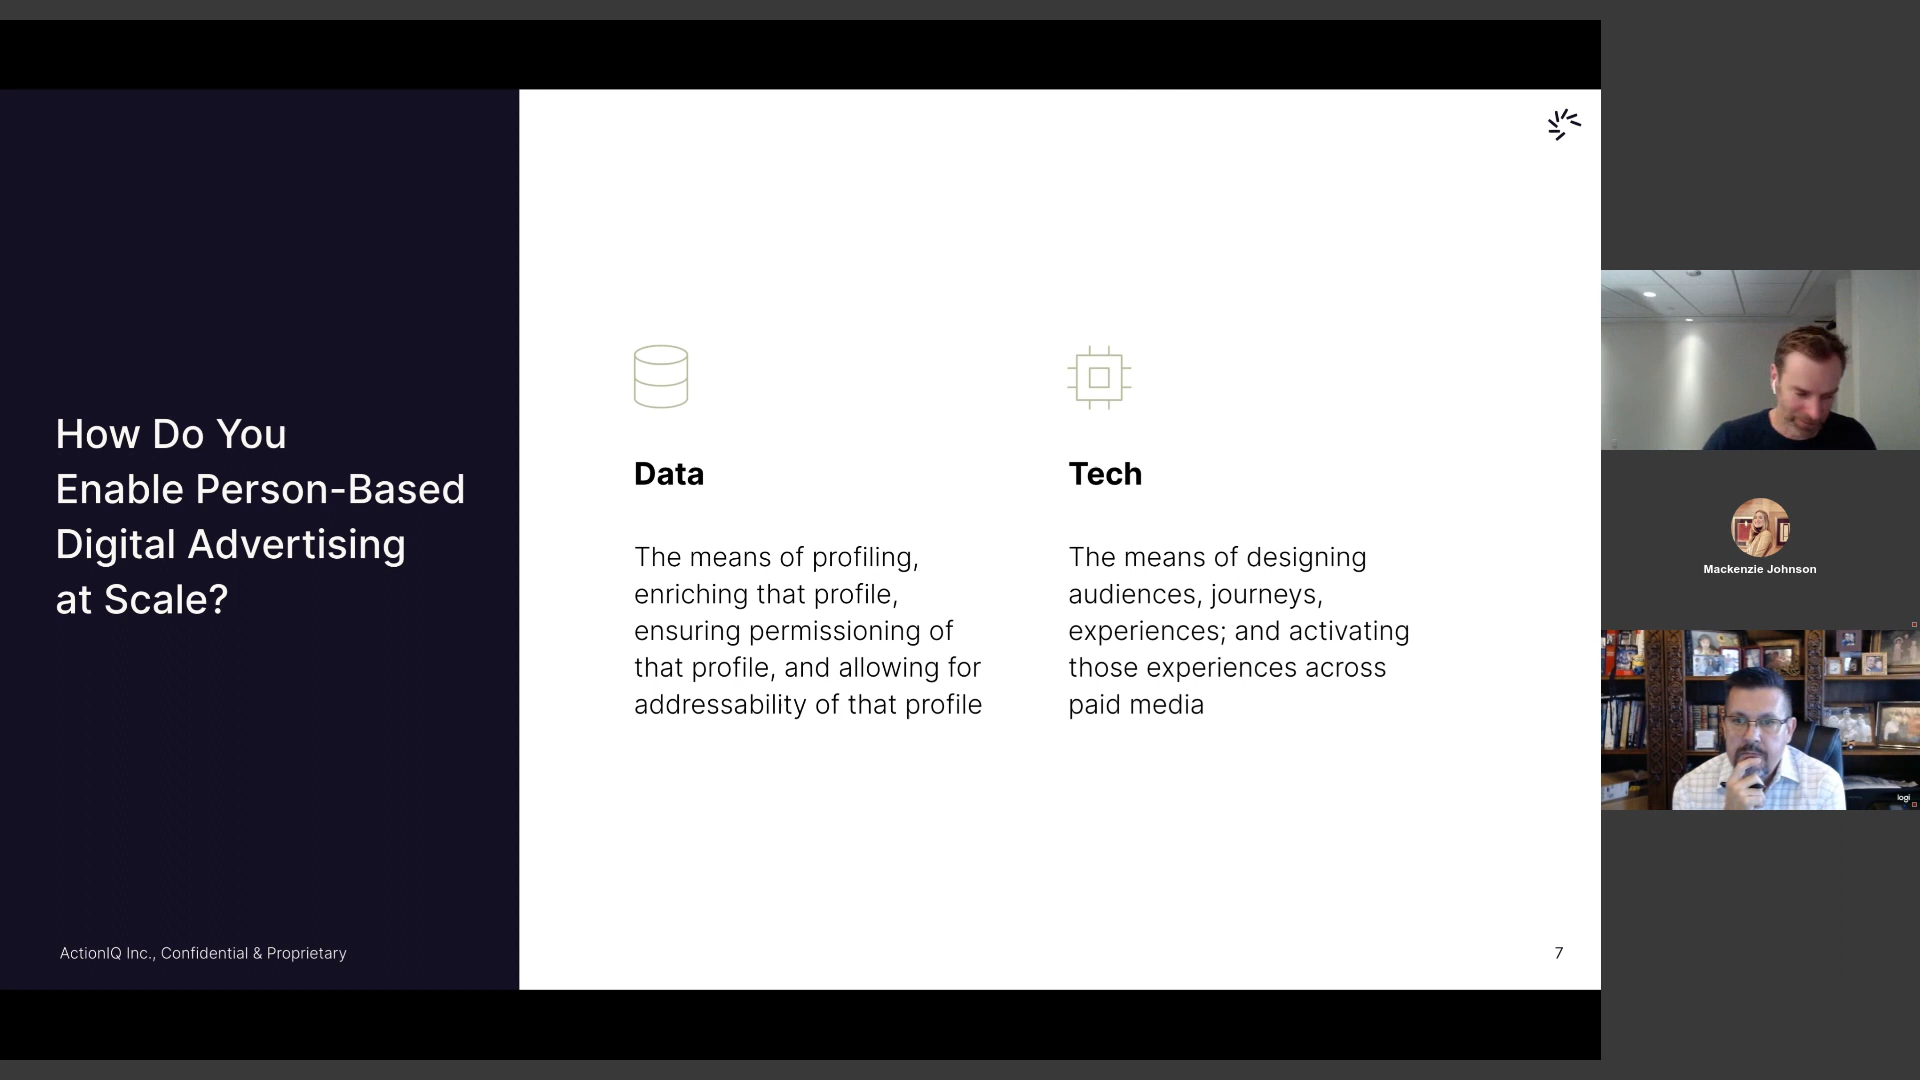 How Do You
Enable Person-Based
Digital Advertising
at Scale?
ActionIQ Inc., Confidential & Proprietary
Data
The means of profiling,
enriching that profile,
ensuring permissioning of
that profile, and allowing for
addressability of that profile
Tech
The means of designing
audiences, journeys,
experiences; and activating
those experiences across
paid media
7
Mackenzie Johnson
logi